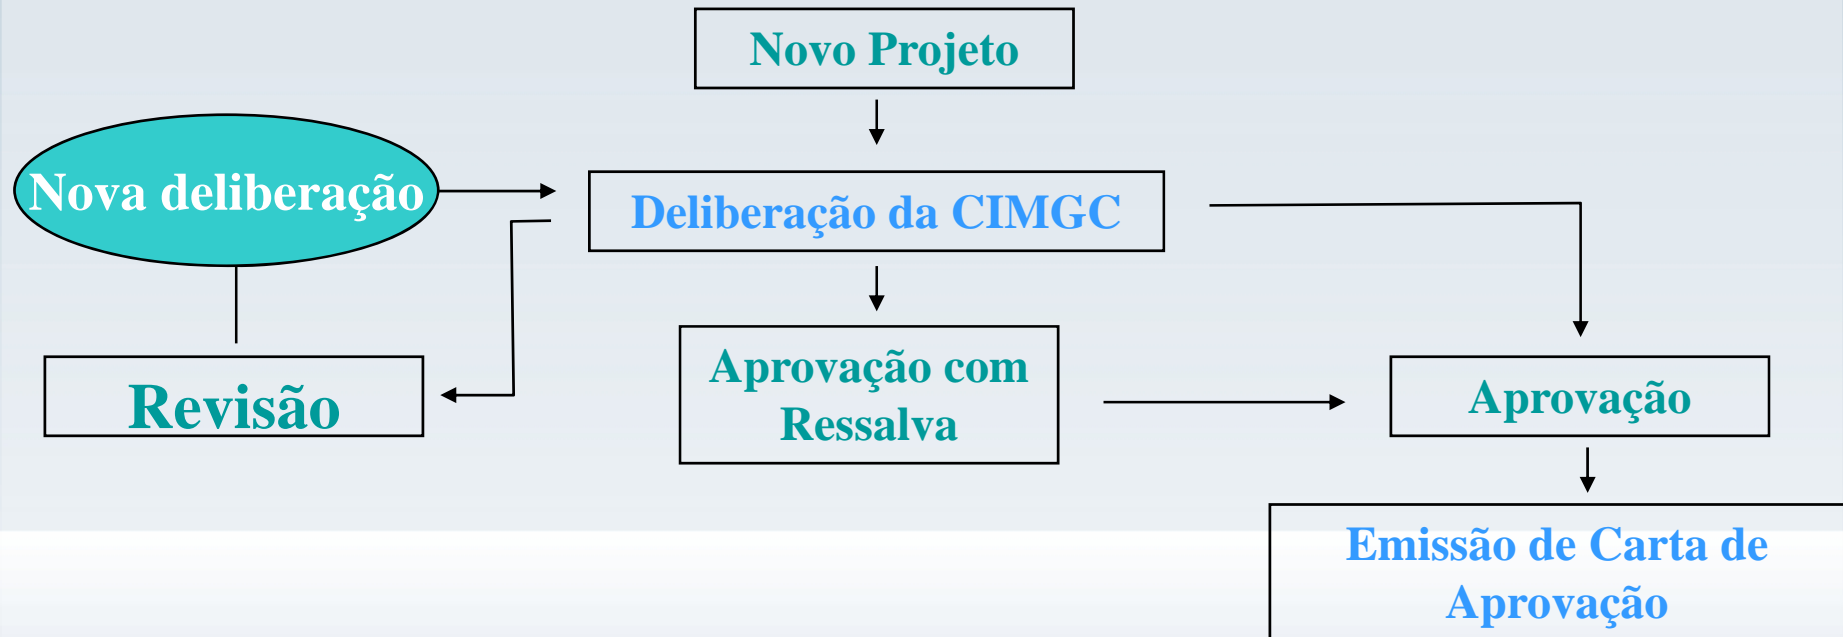 Novo Projeto
Nova deliberação
Deliberação da CIMGC
Revisão
Aprovação com
Ressalva
Aprovação
Emissão de Carta de
Aprovação